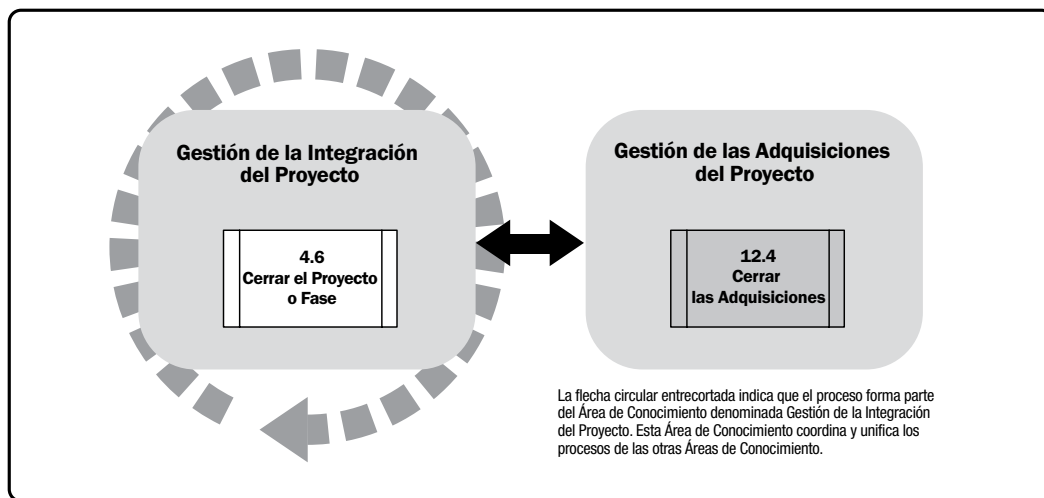 Gestión de la Integración
del Proyecto
4.6
Cerrar el Proyecto
o Fase
Gestión de las Adquisiciones
del Proyecto
12.4
Cerrar
las Adquisiciones
La flecha circular entrecortada indica que el proceso forma parte
del Área de Conocimiento denominada Gestión de la Integración
del Proyecto. Esta Área de Conocimiento coordina y unifica los
procesos de las otras Áreas de Conocimiento.